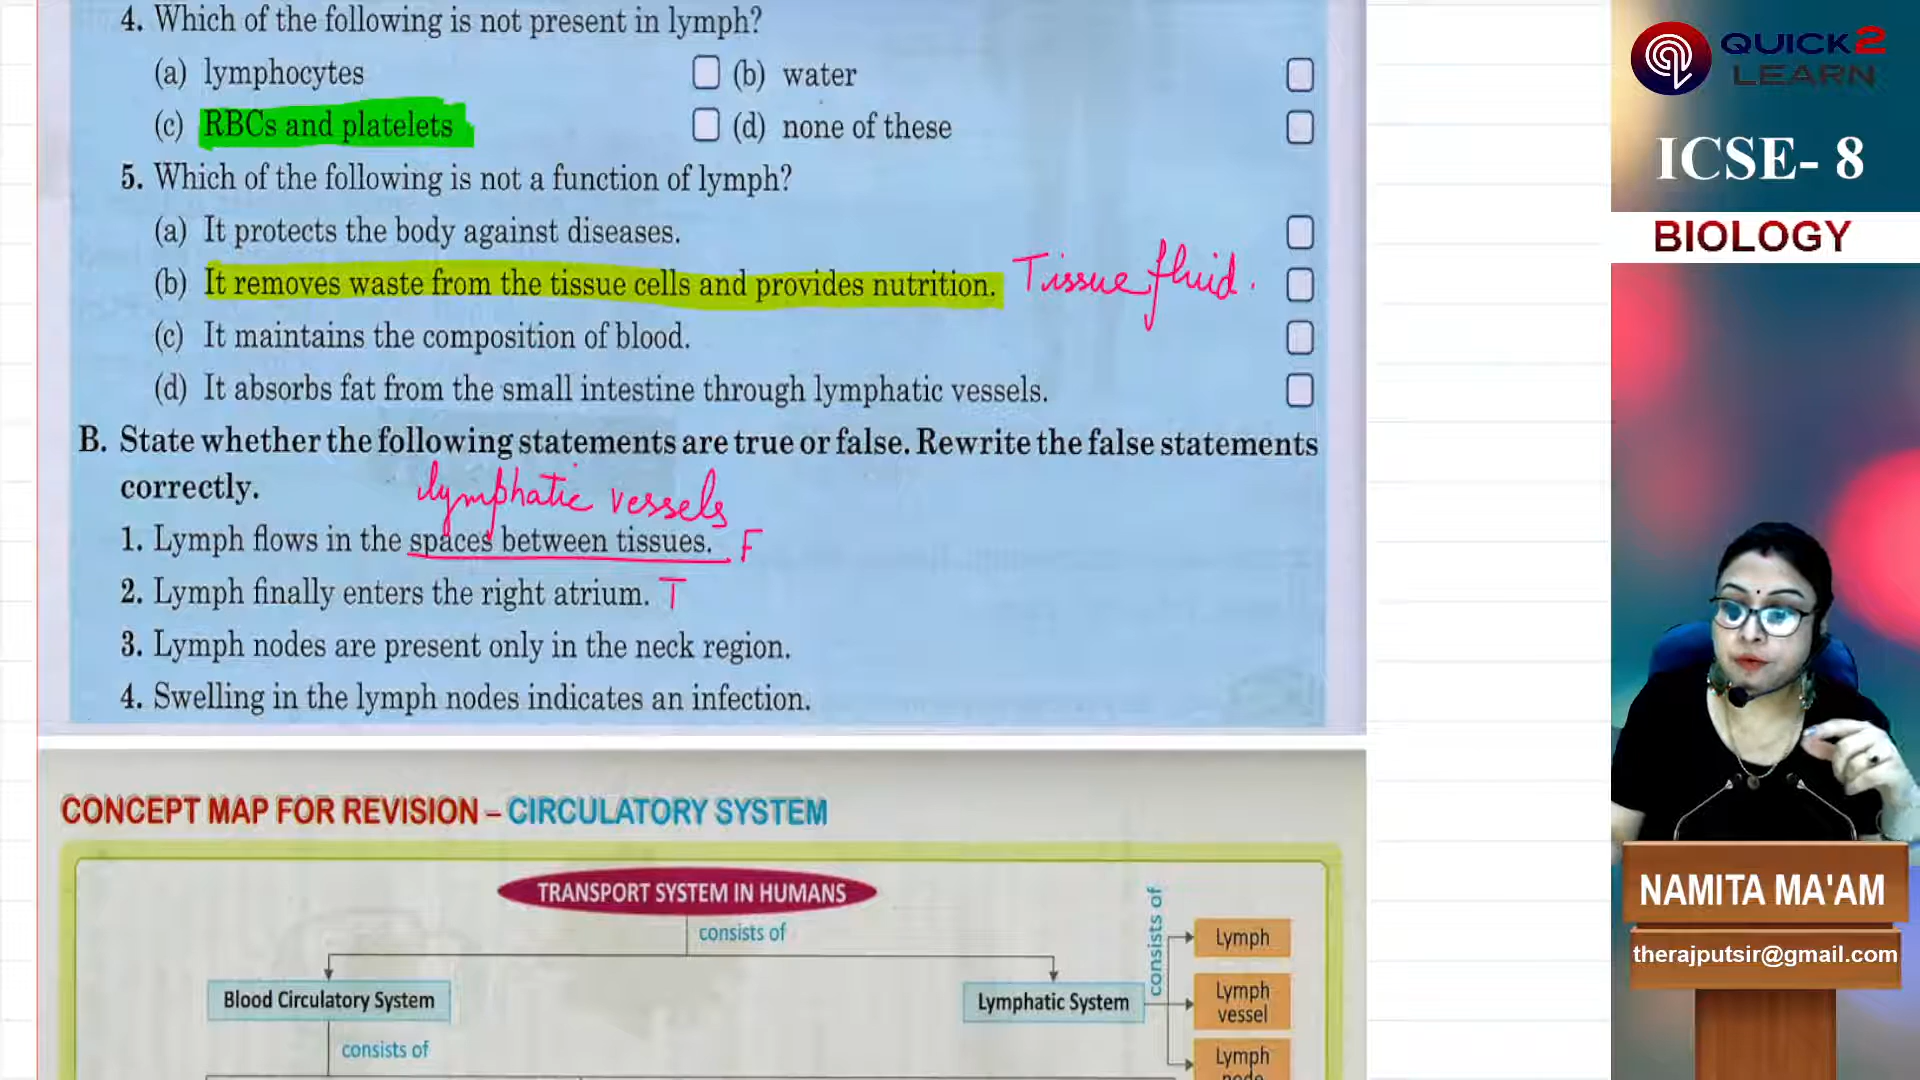 4. Which of the following is not present in lymph?
(a) lymphocytes
(b) water
(c) RBCs and platelets
(d) none of these
5. Which of the following is not a function of lymph?
(a) It protects the body against diseases.
(b) It removes waste from the tissue cells and provides nutrition. Tissue fluid.
(c) It maintains the composition of blood.
(d) It absorbs fat from the small intestine through lymphatic vessels.
B. State whether the following statements are true or false. Rewrite the false statements
correctly.
lymphatic vessels
1. Lymph flows in the spaces between tissues. F
2. Lymph finally enters the right atrium. T
3. Lymph nodes are present only in the neck region.
4. Swelling in the lymph nodes indicates an infection.
CONCEPT MAP FOR REVISION – CIRCULATORY SYSTEM
TRANSPORT SYSTEM IN HUMANS
consists of
Blood Circulatory System
consists of
Lymphatic System
consists of
Lymph
Lymph
vessel
Lymph
node
QUICK2
LEARN
ICSE- 8
BIOLOGY
NAMITA MA'AM
therajputsir@gmail.com